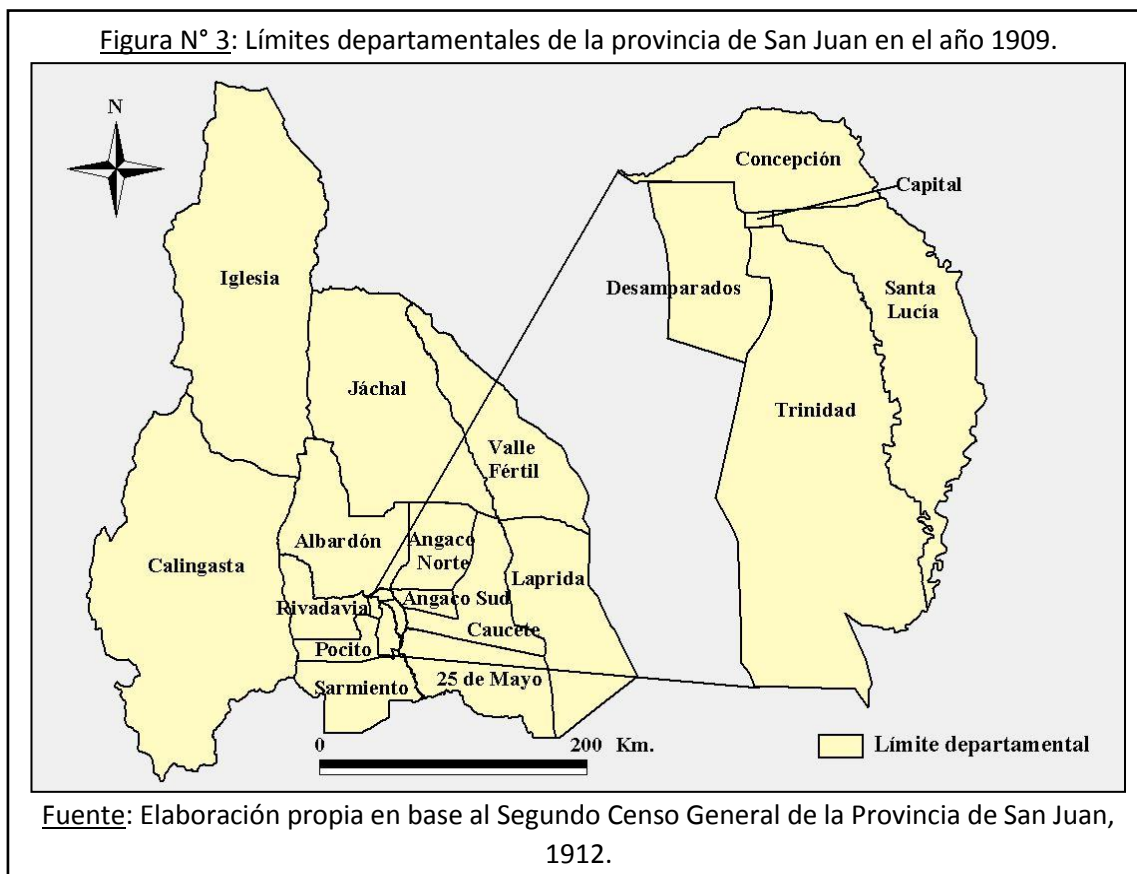 Figura N° 3: Límites departamentales de la provincia de San Juan en el año 1909.
N
Concepción
Capital
Iglesia
Desamparados
Santa
Lucía
Jáchal
Trinidad
Valle
Fértil
Albardón
Angaco
Norte
Calingasta
Laprida
Rivadavia
Angaco Sud
Caucete
Pocito
25 de Mayo
Sarmiento
0
200 Km.
Límite departamental
Fuente: Elaboración propia en base al Segundo Censo General de la Provincia de San Juan,
1912.